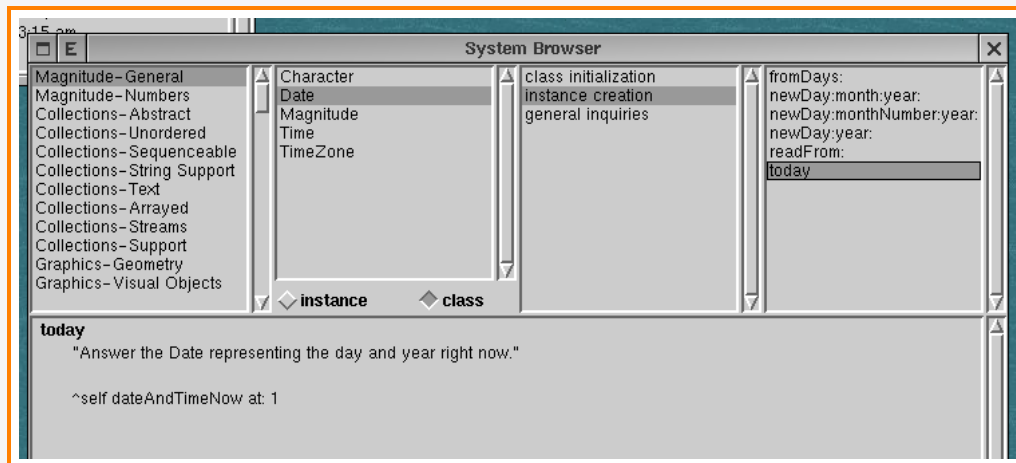 3:15 am
E
System Browser
Magnitude-General
Magnitude-Numbers
Collections-Abstract
Collections-Unordered
Collections-Sequenceable
Collections-String Support
Collections-Text
Collections-Arrayed
Collections-Streams
Collections-Support
Graphics-Geometry
Graphics-Visual Objects
Character
Date
Magnitude
Time
TimeZone
instance class
class initialization
instance creation
general inquiries
fromDays:
newDay:month:year:
newDay:monthNumber:year:
newDay:year:
readFrom:
today
today
"Answer the Date representing the day and year right now."
^self dateAndTimeNow at: 1